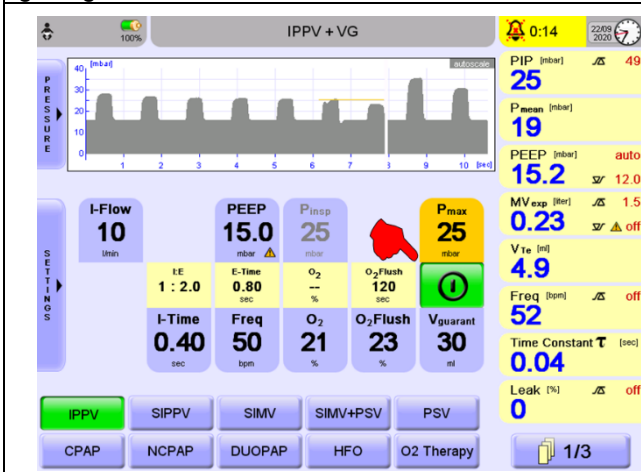 100%
IPPV + VG
0:14
22/09
2020
PRESSURE
[mbar]
autoscale
40
30
20
10
0
1 2 3 4 5 6 7 8 9 10 [sec]
PIP [mbar] 49
25
Pmean [mbar]
19
PEEP [mbar] auto
15.2 12.0
MVexp [liter] 1.5
0.23 off
VTe [ml]
4.9
Freq [bpm] off
52
Time Constant τ [sec]
0.04
Leak [%] off
0
1/3
SETTINGS
I-Flow PEEP Pinsp Pmax
10 15.0 25 25
l/min mbar mbar mbar
I:E E-Time O2 O2Flush
1 : 2.0 0.80 -- 120
sec % sec
I-Time Freq O2 O2Flush Vguarant
0.40 50 21 23 30
sec bpm % % ml
IPPV SIPPV SIMV SIMV+PSV PSV
CPAP NCPAP DUOPAP HFO O2 Therapy